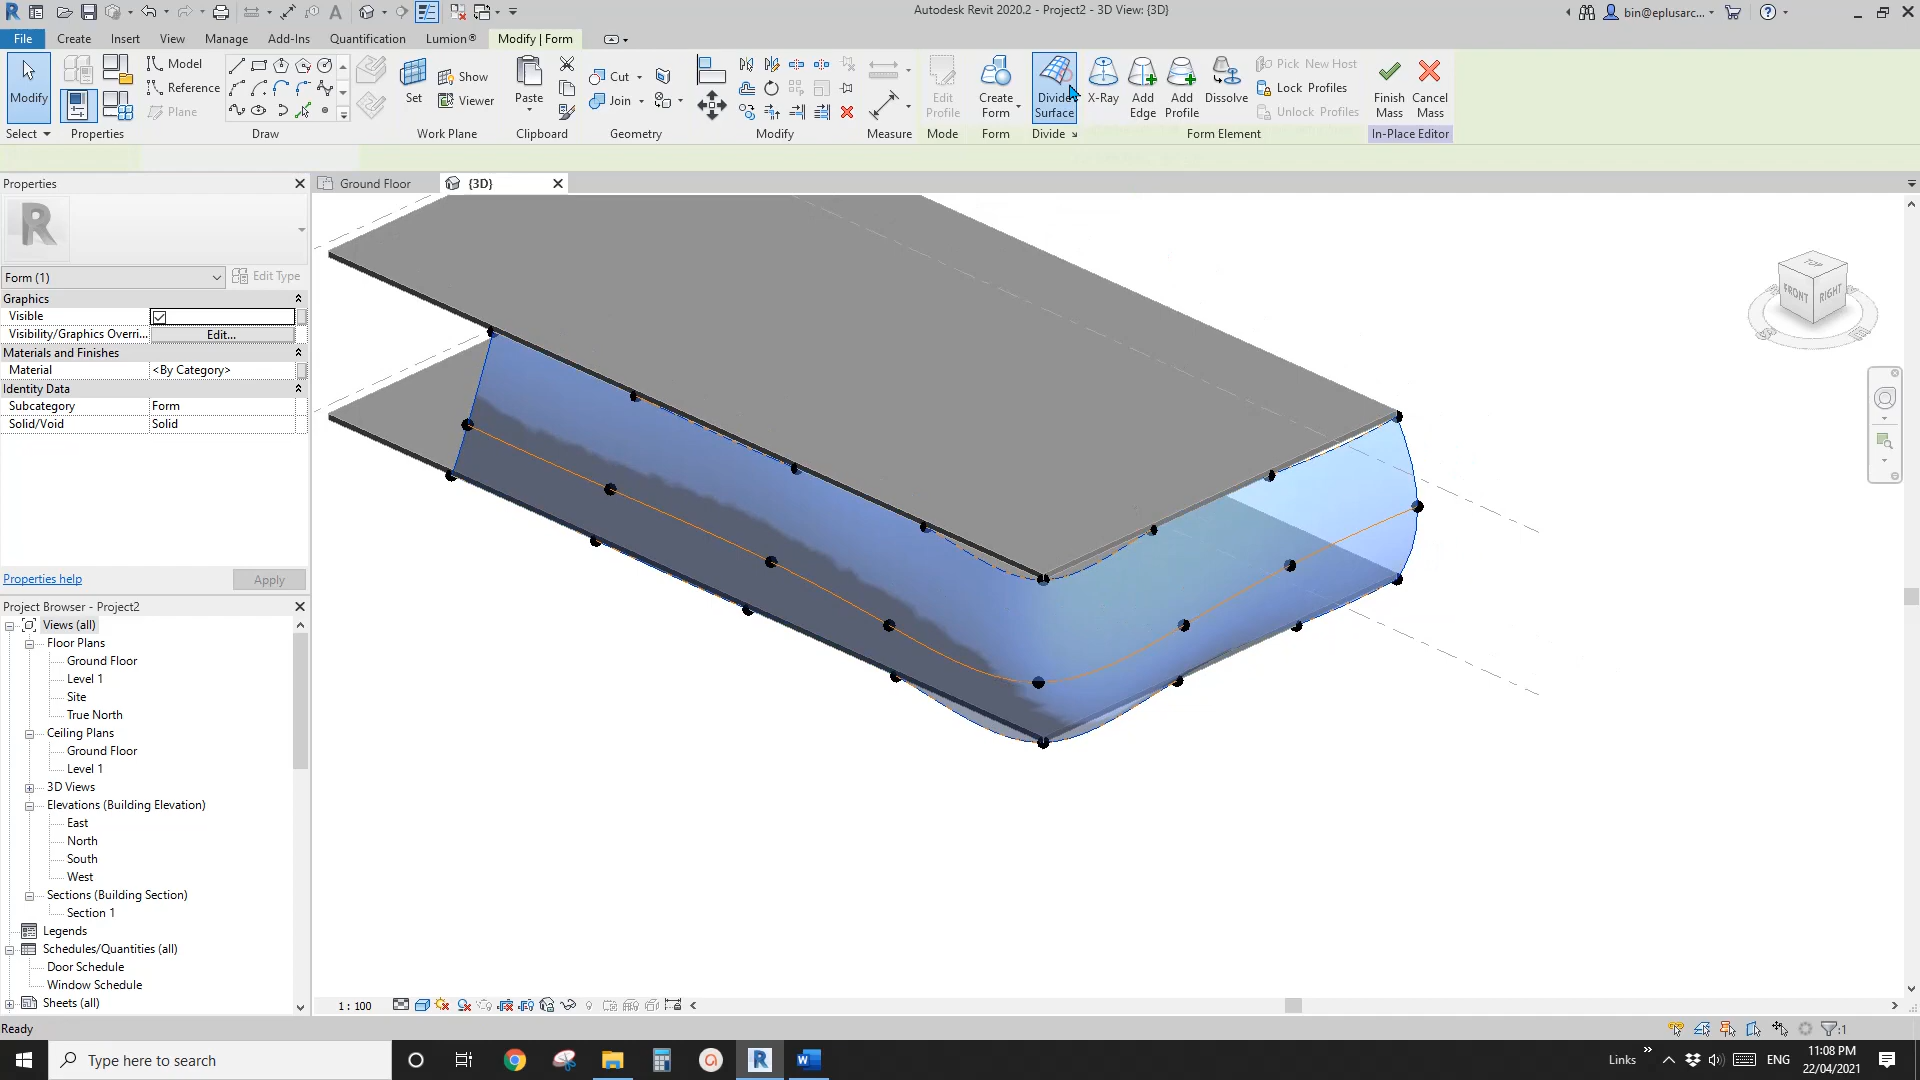 Autodesk Revit 2020.2 - Project2 - 3D View: {3D}
bin@eplusarc...
File
Create
Insert
View
Manage
Add-Ins
Quantification
Lumion®
Modify | Form
Modify
Model
Reference
Plane
Set
Show
Viewer
Paste
Cut
Join
Edit Profile
Create Form
Divide Surface
X-Ray
Add Edge
Add Profile
Dissolve
Pick New Host
Lock Profiles
Unlock Profiles
Finish Mass
Cancel Mass
Select
Properties
Draw
Work Plane
Clipboard
Geometry
Modify
Measure
Mode
Form
Divide
Form Element
In-Place Editor
Properties
Ground Floor
{3D}
Form (1)
Edit Type
Graphics
Visible
Visibility/Graphics Overri...
Edit...
Materials and Finishes
Material
<By Category>
Identity Data
Subcategory
Form
Solid/Void
Solid
Properties help
Apply
TOP
FRONT
RIGHT
Project Browser - Project2
Views (all)
Floor Plans
Ground Floor
Level 1
Site
True North
Ceiling Plans
Ground Floor
Level 1
3D Views
Elevations (Building Elevation)
East
North
South
West
Sections (Building Section)
Section 1
Legends
Schedules/Quantities (all)
Door Schedule
Window Schedule
Sheets (all)
1 : 100
Ready
:1
Type here to search
Links
ENG
11:08 PM
22/04/2021